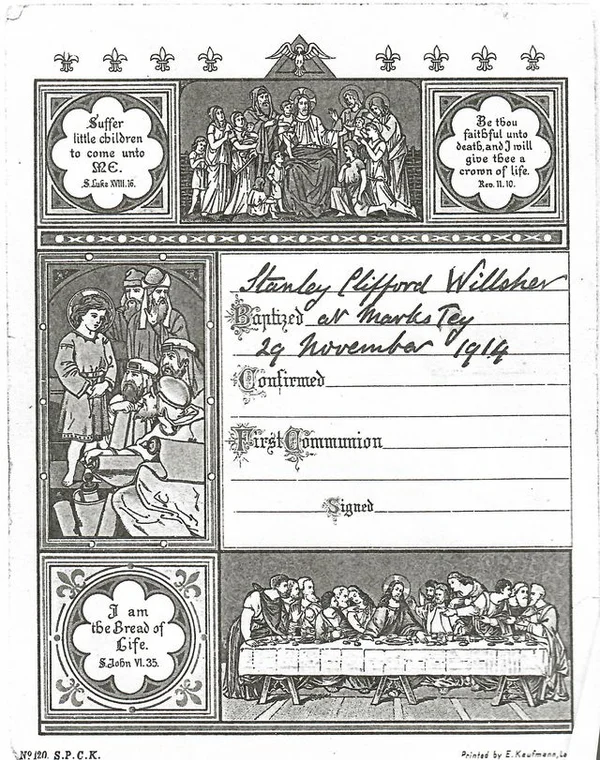 Suffer
little children
to come unto
ME.
S. Luke XVIII. 16.
Be thou
faithful unto
death, and I will
give thee a
crown of life.
Rev. 11. 10.
Stanley Clifford Willsher
Baptized at Marks Tey
29 November 1914
Confirmed
First Communion
Signed
I am
the Bread of
Life.
S. John VI. 35.
Nº 120. S.P.C.K.
Printed by E. Kaufmann, Lo